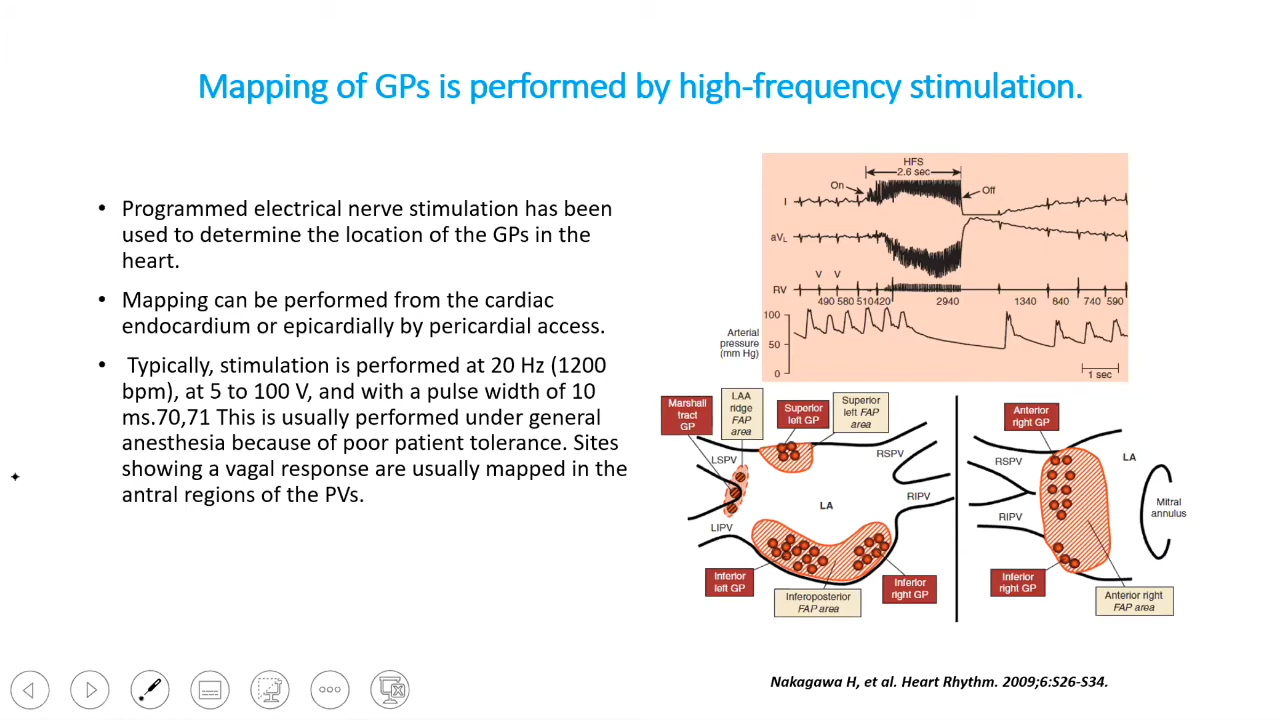 Mapping of GPs is performed by high-frequency stimulation.
• Programmed electrical nerve stimulation has been
used to determine the location of the GPs in the
heart.
• Mapping can be performed from the cardiac
endocardium or epicardially by pericardial access.
• Typically, stimulation is performed at 20 Hz (1200
bpm), at 5 to 100 V, and with a pulse width of 10
ms.70,71 This is usually performed under general
anesthesia because of poor patient tolerance. Sites
showing a vagal response are usually mapped in the
antral regions of the PVs.
HFS
2.6 sec
On
Off
I
aVL
V V
RV
490 580 510 420 2940 1340 840 740 590
100
50
0
Arterial
pressure
(mm Hg)
1 sec
Marshall
tract
GP
LAA
ridge
FAP
area
Superior
left GP
Superior
left FAP
area
LSPV
RSPV
LA
RIPV
LIPV
Inferior
left GP
Inferoposterior
FAP area
Inferior
right GP
Anterior
right GP
LA
RSPV
RIPV
Mitral
annulus
Inferior
right GP
Anterior right
FAP area
Nakagawa H, et al. Heart Rhythm. 2009;6:S26-S34.